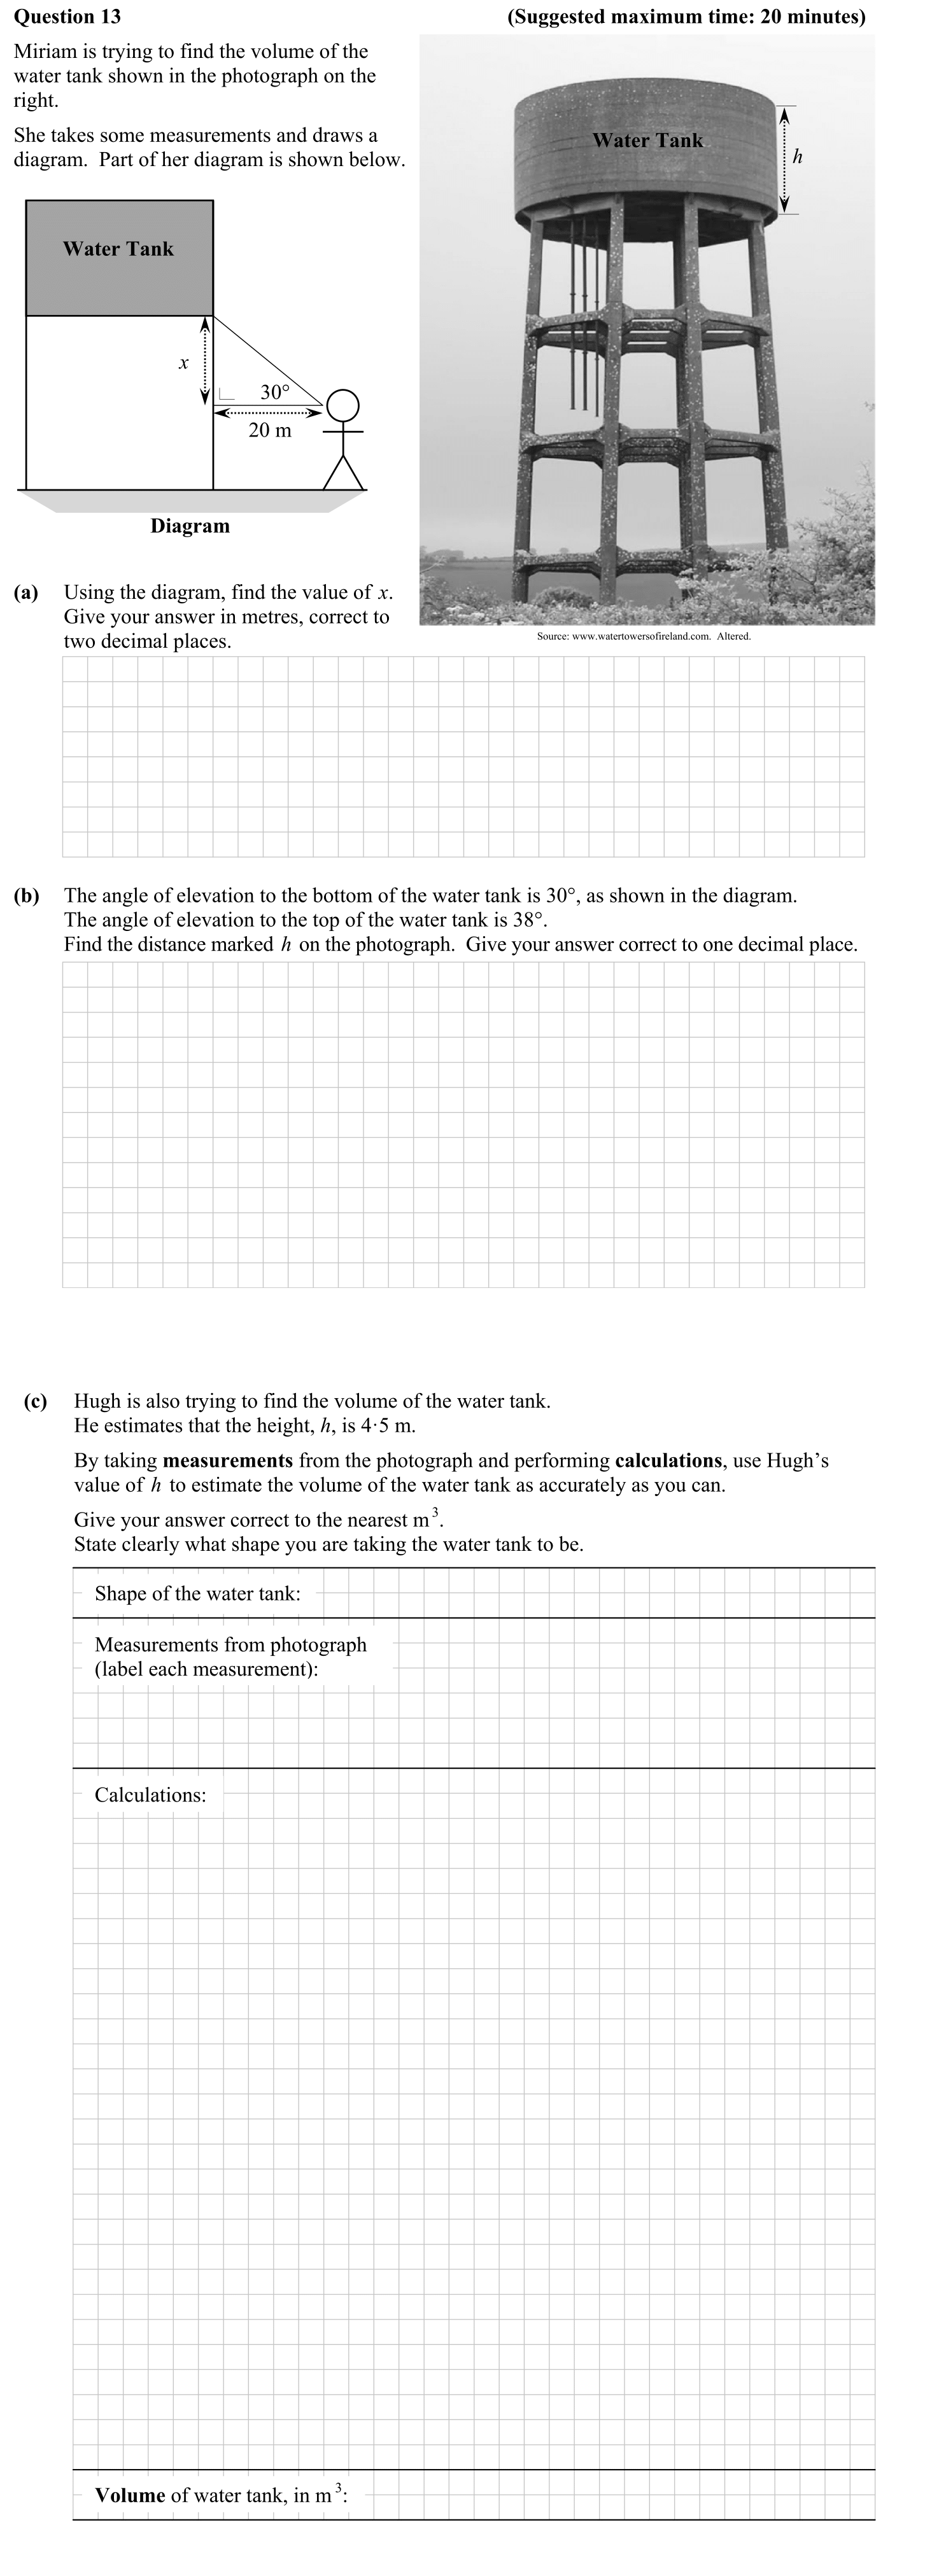 Question 13
(Suggested maximum time: 20 minutes)
Miriam is trying to find the volume of the
water tank shown in the photograph on the
right.
She takes some measurements and draws a
diagram. Part of her diagram is shown below.
Water Tank
h
Water Tank
x
30°
20 m
Diagram
(a) Using the diagram, find the value of x.
Give your answer in metres, correct to
two decimal places.
Source: www.watertowersofireland.com. Altered.
(b) The angle of elevation to the bottom of the water tank is 30°, as shown in the diagram.
The angle of elevation to the top of the water tank is 38°.
Find the distance marked h on the photograph. Give your answer correct to one decimal place.
(c) Hugh is also trying to find the volume of the water tank.
He estimates that the height, h, is 4·5 m.
By taking measurements from the photograph and performing calculations, use Hugh's
value of h to estimate the volume of the water tank as accurately as you can.
Give your answer correct to the nearest m³.
State clearly what shape you are taking the water tank to be.
Shape of the water tank:
Measurements from photograph
(label each measurement):
Calculations:
Volume of water tank, in m³: